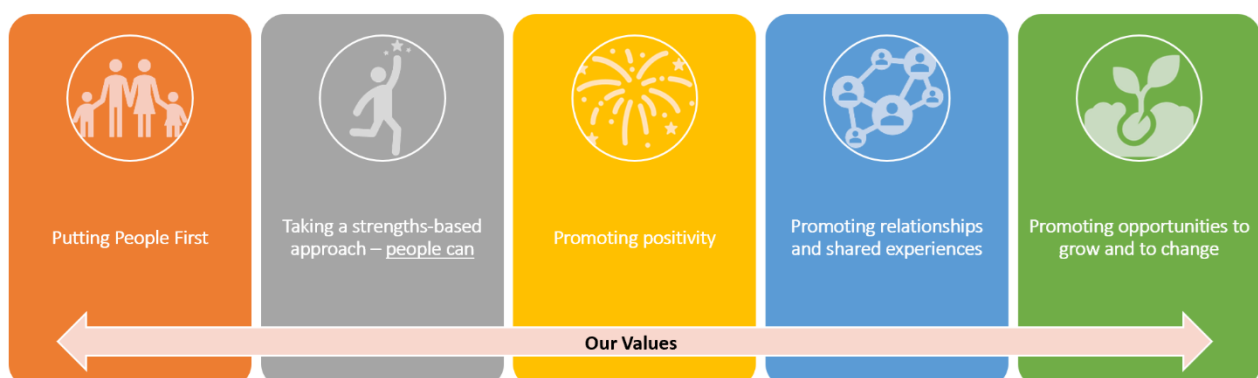 Putting People First
Taking a strengths-based
approach – people can
Promoting positivity
Promoting relationships
and shared experiences
Promoting opportunities to
grow and to change
Our Values